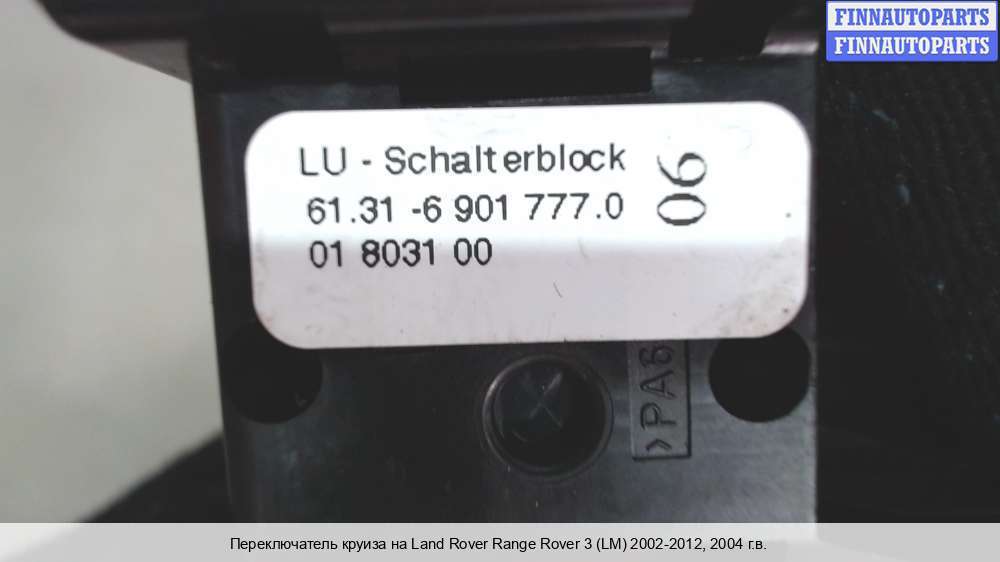 FINNAUTOPARTS
FINNAUTOPARTS
LU - Schalterblock
61.31 -6 901 777.0
01 8031 00
06
>PA6
Переключатель круиза на Land Rover Range Rover 3 (LM) 2002-2012, 2004 г.в.